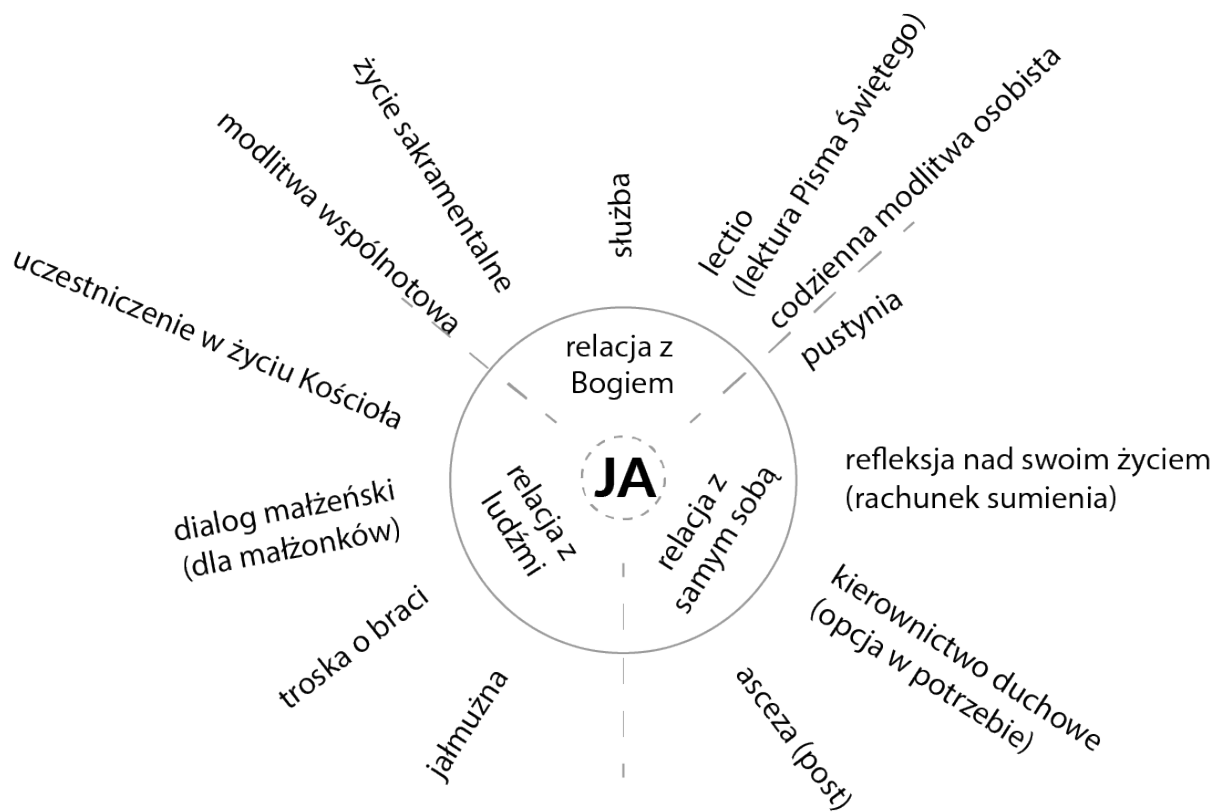 życie sakramentalne
modlitwa wspólnotowa
uczestniczenie w życiu Kościoła
służba
lectio
(lektura Pisma Świętego)
codzienna modlitwa osobista
pustynia
relacja z
Bogiem
JA
relacja z
ludźmi
relacja z
samym sobą
refleksja nad swoim życiem
(rachunek sumienia)
kierownictwo duchowe
(opcja w potrzebie)
asceza (post)
dialog małżeński
(dla małżonków)
troska o braci
jałmużna